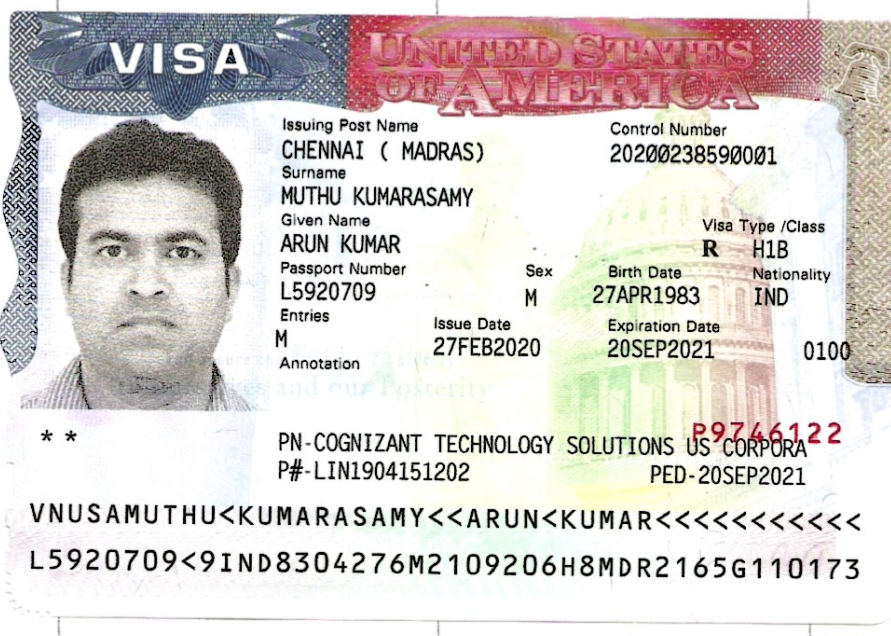 VISA
UNITED STATES
OF AMERICA
Issuing Post Name
CHENNAI ( MADRAS)
Control Number
20200238590001
Surname
MUTHU KUMARASAMY
Given Name
ARUN KUMAR
Visa Type /Class
R H1B
Passport Number
L5920709
Sex
M
Birth Date
27APR1983
Nationality
IND
Entries
M
Issue Date
27FEB2020
Expiration Date
20SEP2021
0100
Annotation
and our Posterity
* *
P9746122
PN-COGNIZANT TECHNOLOGY SOLUTIONS US CORPORA
P#-LIN1904151202 PED-20SEP2021
VNUSAMUTHU<KUMARASAMY<<ARUN<KUMAR<<<<<<<<<<<
L5920709<9IND8304276M2109206H8MDR2165G110173